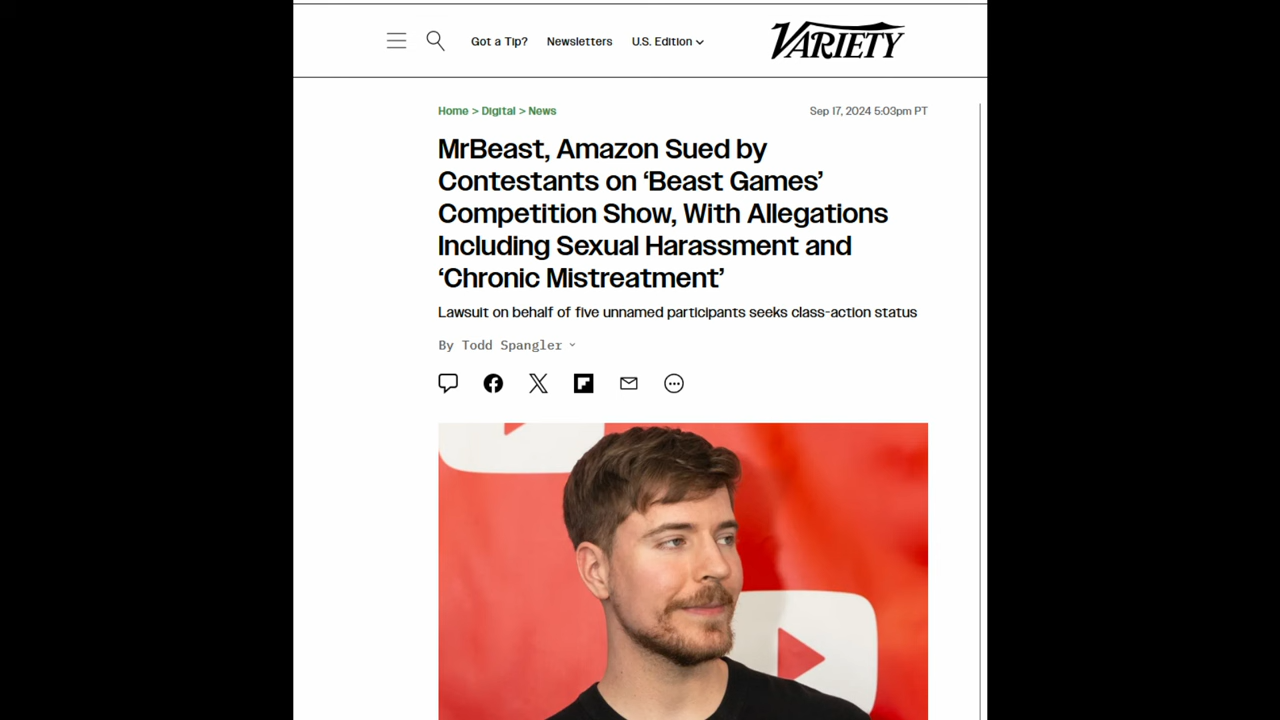 Got a Tip? Newsletters U.S. Edition VARIETY
Home > Digital > News Sep 17, 2024 5:03pm PT
MrBeast, Amazon Sued by
Contestants on ‘Beast Games’
Competition Show, With Allegations
Including Sexual Harassment and
‘Chronic Mistreatment’
Lawsuit on behalf of five unnamed participants seeks class-action status
By Todd Spangler